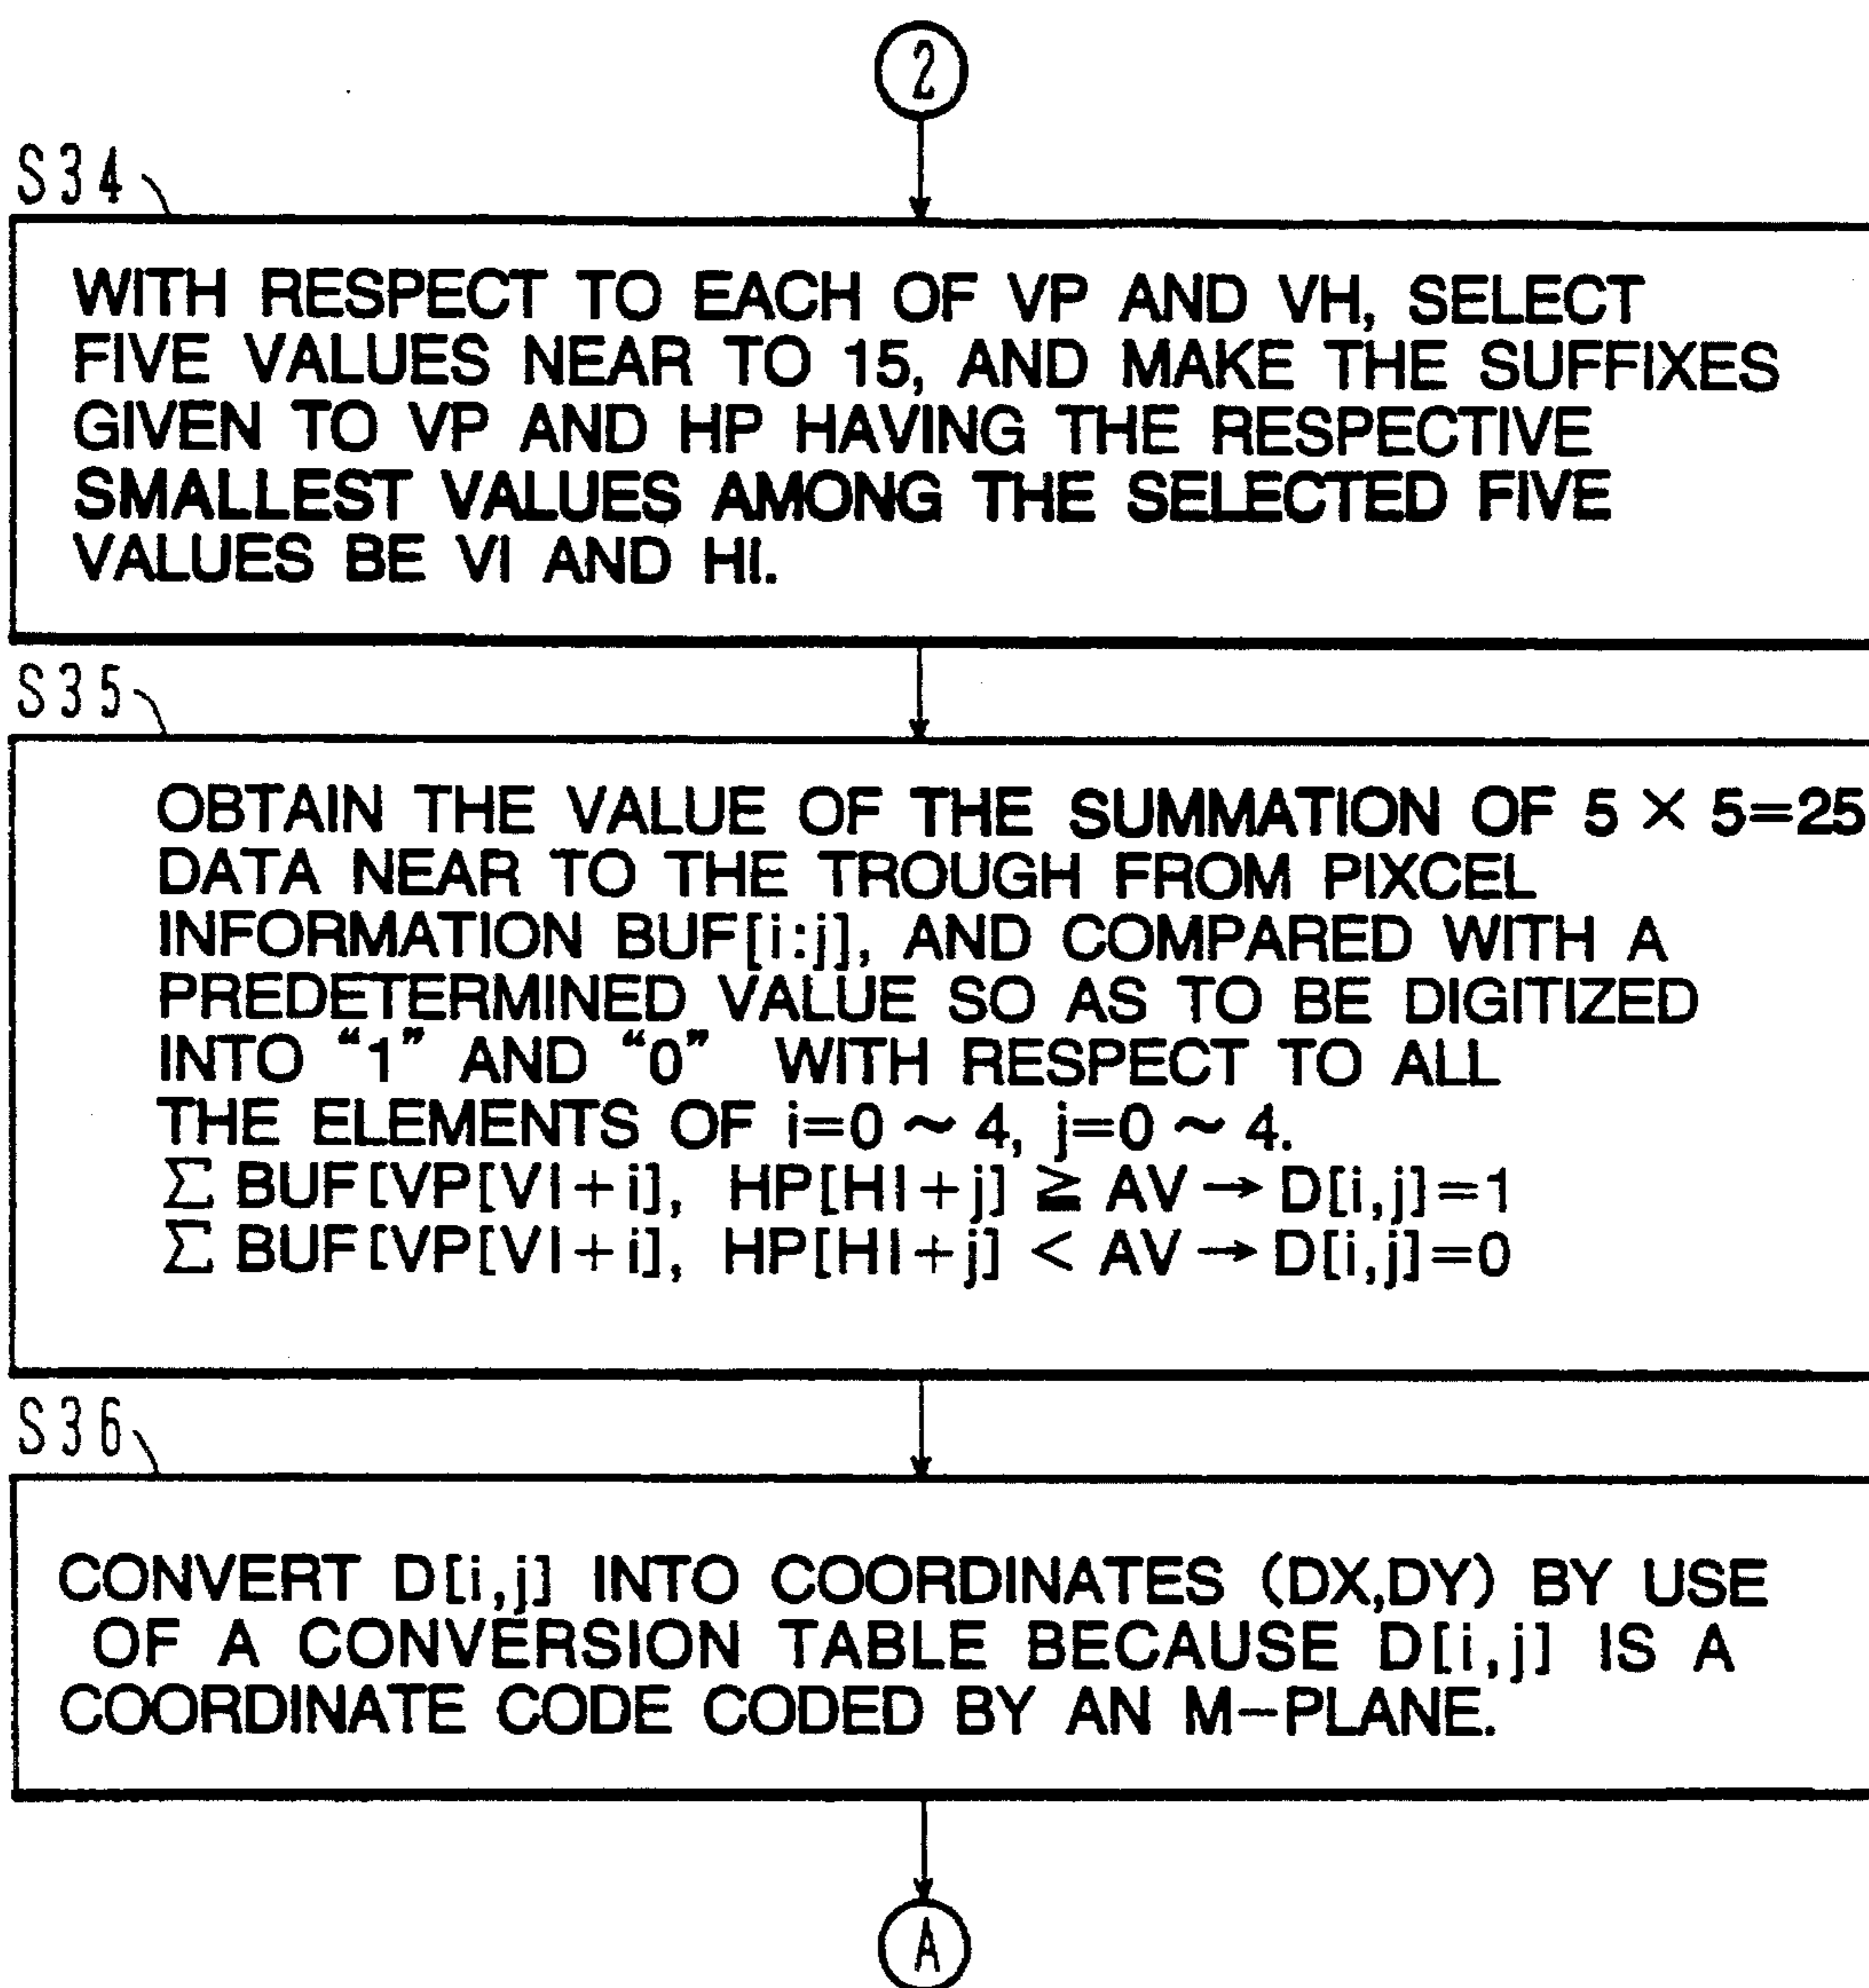 2
S34
WITH RESPECT TO EACH OF VP AND VH, SELECT
FIVE VALUES NEAR TO 15, AND MAKE THE SUFFIXES
GIVEN TO VP AND HP HAVING THE RESPECTIVE
SMALLEST VALUES AMONG THE SELECTED FIVE
VALUES BE VI AND HI.
S35
OBTAIN THE VALUE OF THE SUMMATION OF 5 × 5=25
DATA NEAR TO THE TROUGH FROM PIXCEL
INFORMATION BUF[i:j], AND COMPARED WITH A
PREDETERMINED VALUE SO AS TO BE DIGITIZED
INTO “1” AND “0” WITH RESPECT TO ALL
THE ELEMENTS OF i=0 ~ 4, j=0 ~ 4.
∑ BUF[VP[VI+i], HP[HI+j] ≧ AV → D[i,j]=1
∑ BUF[VP[VI+i], HP[HI+j] < AV → D[i,j]=0
S36
CONVERT D[i,j] INTO COORDINATES (DX,DY) BY USE
OF A CONVERSION TABLE BECAUSE D[i,j] IS A
COORDINATE CODE CODED BY AN M-PLANE.
A